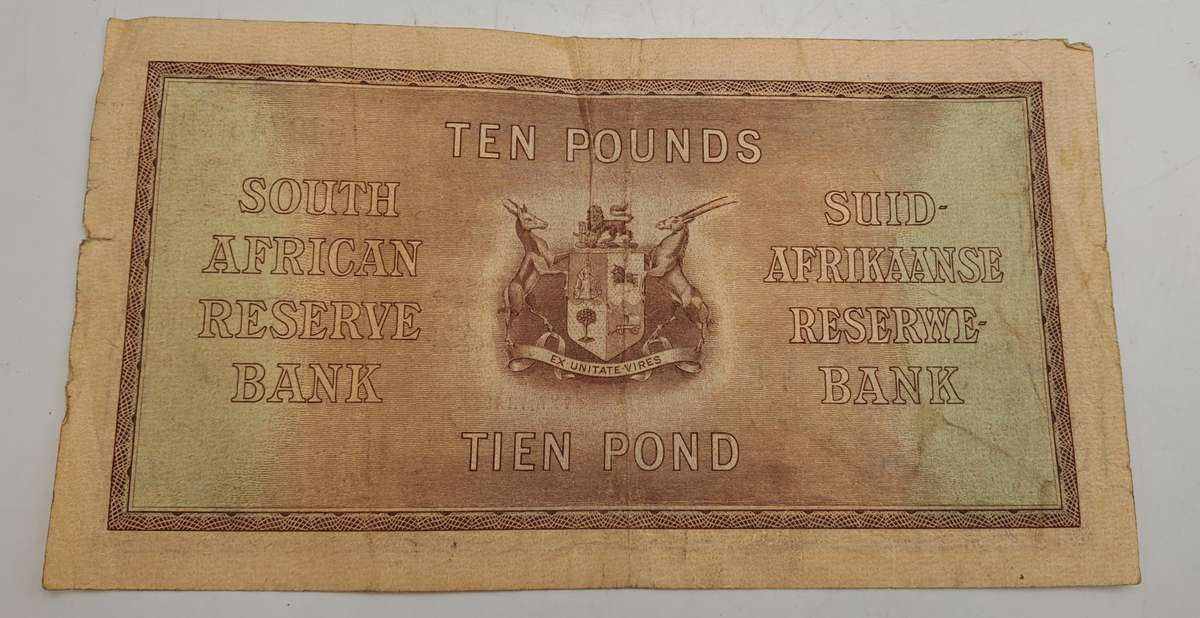 TEN POUNDS
SOUTH
AFRICAN
RESERVE
BANK
SUID-
AFRIKAANSE
RESERWE-
BANK
EX·UNITATE·VIRES
TIEN POND